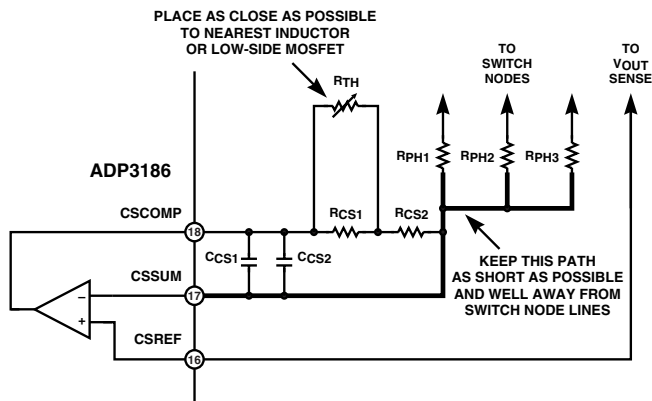 PLACE AS CLOSE AS POSSIBLE
TO NEAREST INDUCTOR
OR LOW-SIDE MOSFET
TO
SWITCH
NODES
TO
VOUT
SENSE
RTH
RPH1
RPH2
RPH3
ADP3186
CSCOMP
18
RCS1
RCS2
CCS1
CCS2
KEEP THIS PATH
AS SHORT AS POSSIBLE
AND WELL AWAY FROM
SWITCH NODE LINES
CSSUM
17
–
+
CSREF
16